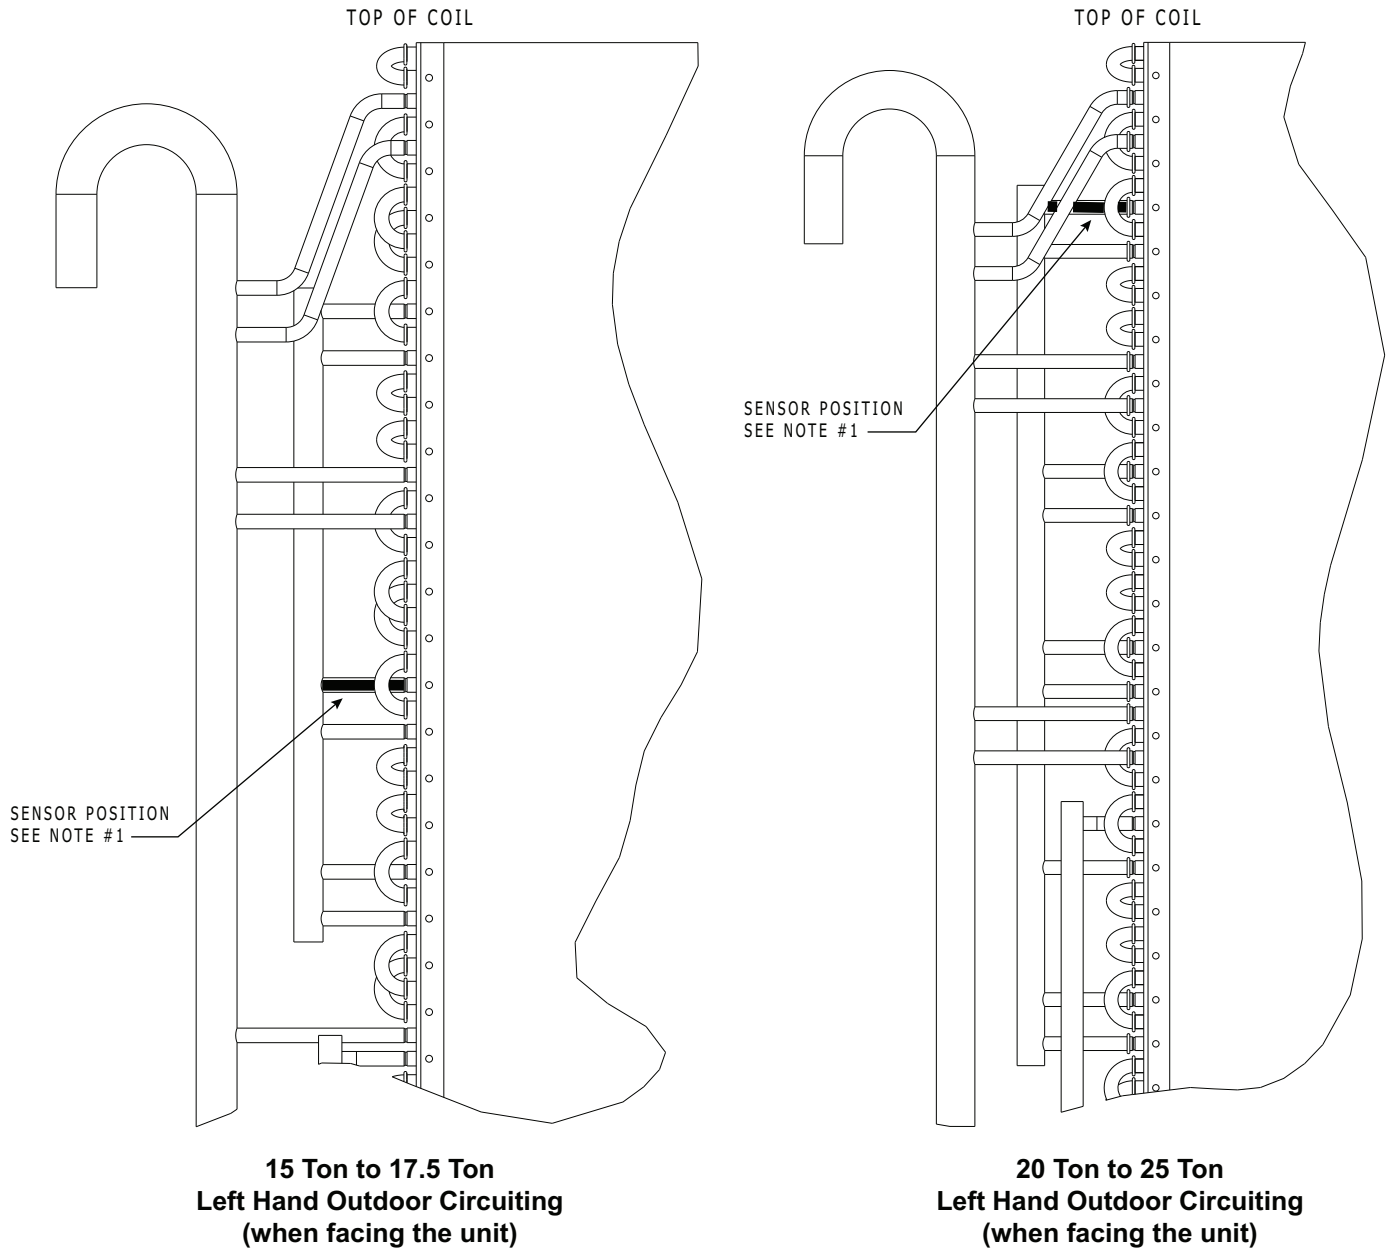 TOP OF COIL
TOP OF COIL
SENSOR POSITION
SEE NOTE #1
SENSOR POSITION
SEE NOTE #1
15 Ton to 17.5 Ton
Left Hand Outdoor Circuiting
(when facing the unit)
20 Ton to 25 Ton
Left Hand Outdoor Circuiting
(when facing the unit)